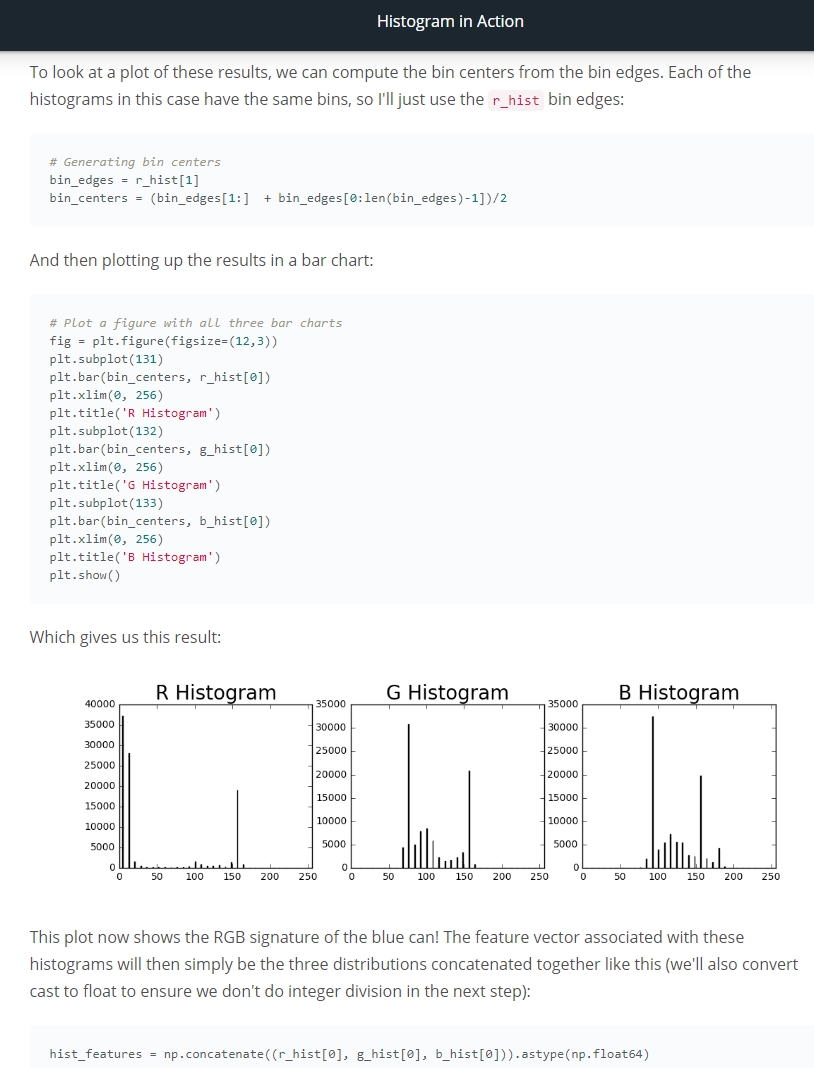 Histogram in Action
To look at a plot of these results, we can compute the bin centers from the bin edges. Each of the
histograms in this case have the same bins, so I'll just use the r_hist bin edges:
# Generating bin centers
bin_edges = r_hist[1]
bin_centers = (bin_edges[1:]  + bin_edges[0:len(bin_edges)-1])/2
And then plotting up the results in a bar chart:
# Plot a figure with all three bar charts
fig = plt.figure(figsize=(12,3))
plt.subplot(131)
plt.bar(bin_centers, r_hist[0])
plt.xlim(0, 256)
plt.title('R Histogram')
plt.subplot(132)
plt.bar(bin_centers, g_hist[0])
plt.xlim(0, 256)
plt.title('G Histogram')
plt.subplot(133)
plt.bar(bin_centers, b_hist[0])
plt.xlim(0, 256)
plt.title('B Histogram')
plt.show()
Which gives us this result:
R Histogram
40000
35000
30000
25000
20000
15000
10000
5000
0
0 50 100 150 200 250
G Histogram
35000
30000
25000
20000
15000
10000
5000
0
0 50 100 150 200 250
B Histogram
35000
30000
25000
20000
15000
10000
5000
0
0 50 100 150 200 250
This plot now shows the RGB signature of the blue can! The feature vector associated with these
histograms will then simply be the three distributions concatenated together like this (we'll also convert
cast to float to ensure we don't do integer division in the next step):
hist_features = np.concatenate((r_hist[0], g_hist[0], b_hist[0])).astype(np.float64)